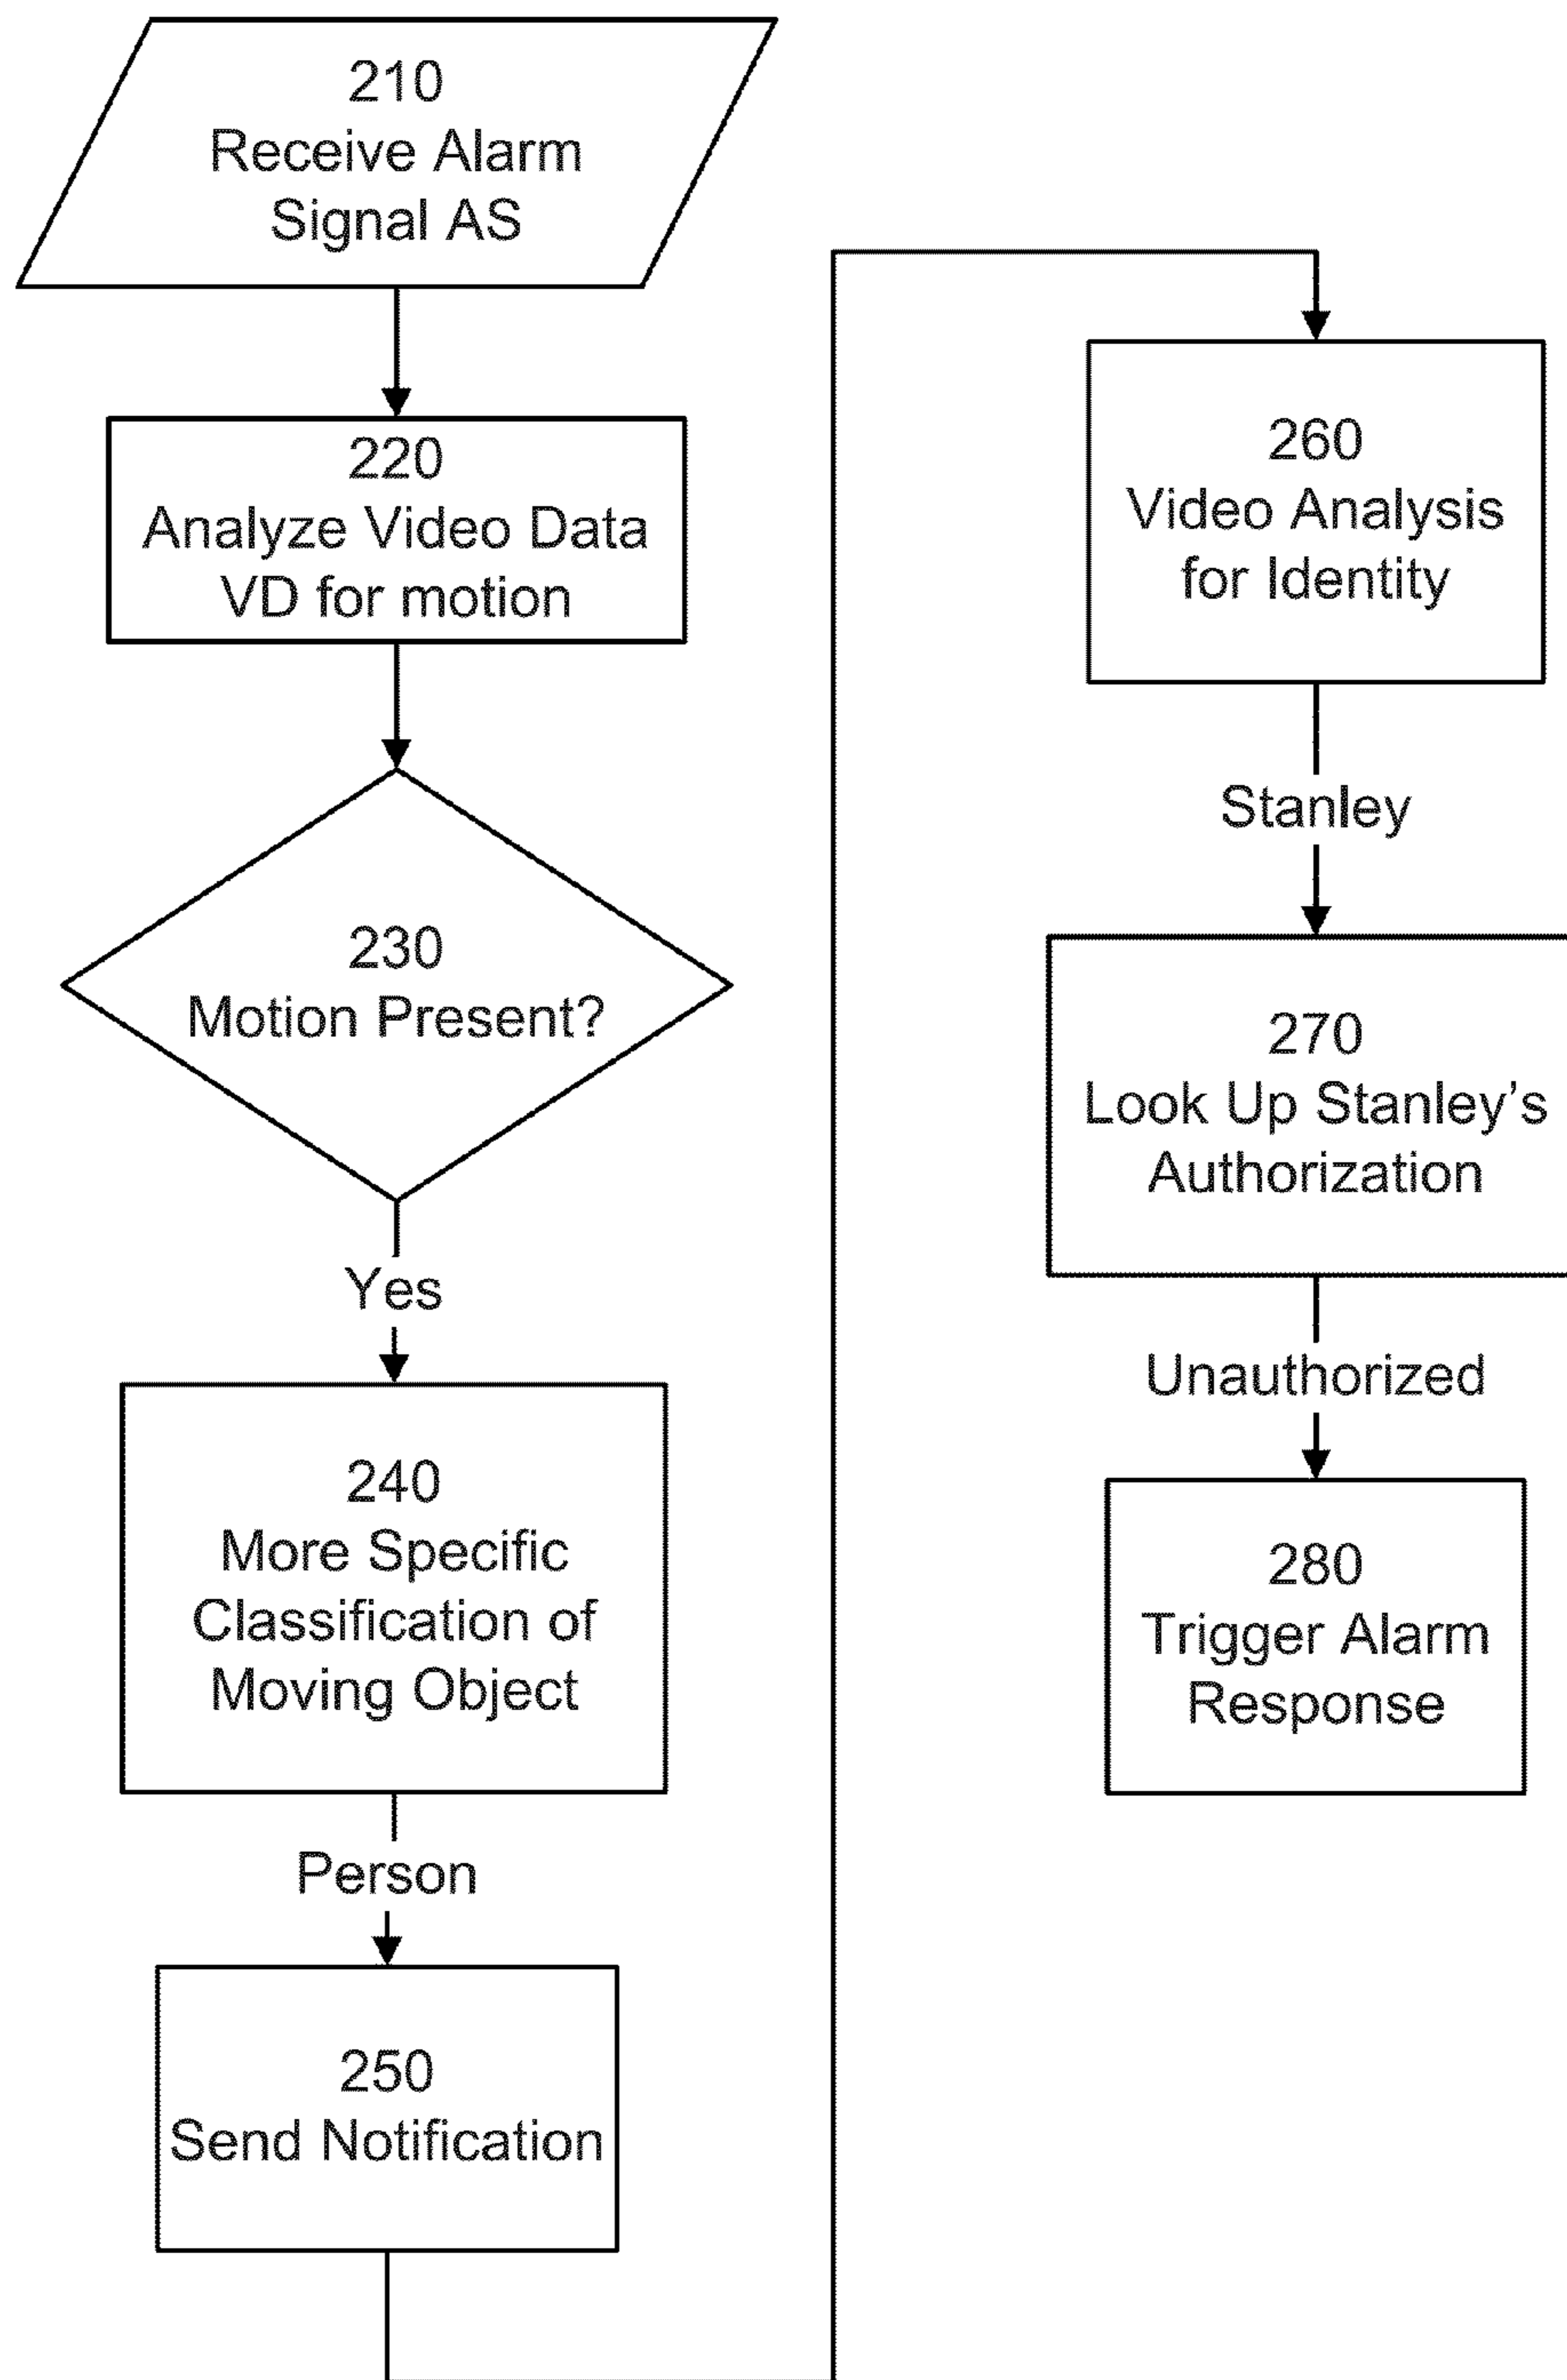 210
Receive Alarm
Signal AS
220
Analyze Video Data
VD for motion
230
Motion Present?
Yes
240
More Specific
Classification of
Moving Object
Person
250
Send Notification
260
Video Analysis
for Identity
Stanley
270
Look Up Stanley's
Authorization
Unauthorized
280
Trigger Alarm
Response